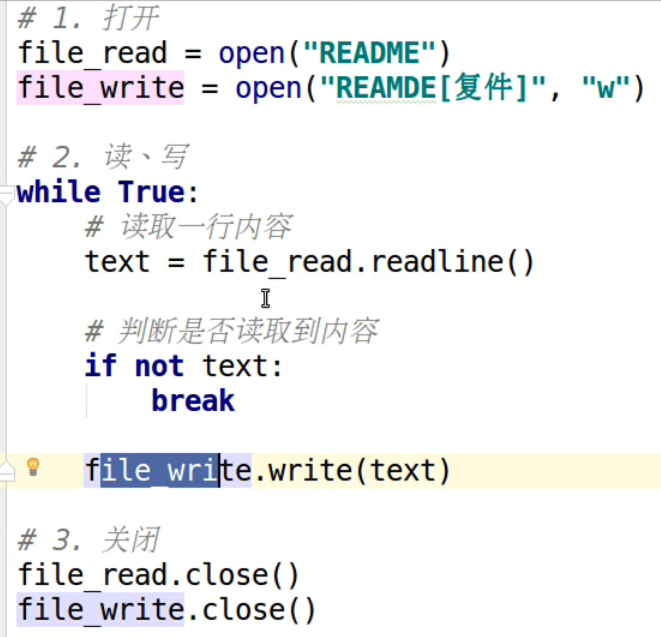 # 1. 打开
file_read = open("README")
file_write = open("REAMDE[复件]", "w")
# 2. 读、写
while True:
    # 读取一行内容
    text = file_read.readline()
    # 判断是否读取到内容
    if not text:
        break
    file_write.write(text)
# 3. 关闭
file_read.close()
file_write.close()